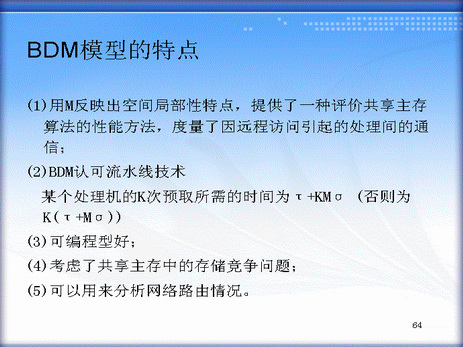 BDM模型的特点
(1)用M反映出空间局部性特点，提供了一种评价共享主存
算法的性能方法，度量了因远程访问引起的处理间的通
信；
(2)BDM认可流水线技术
某个处理机的K次预取所需的时间为τ+KMσ (否则为
K(τ+Mσ))
(3)可编程型好；
(4)考虑了共享主存中的存储竞争问题；
(5)可以用来分析网络路由情况。
64